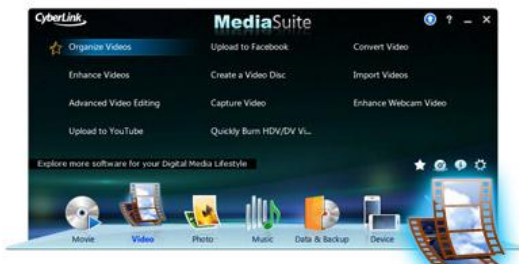 CyberLink
MediaSuite
?
Organize Videos
Upload to Facebook
Convert Video
Enhance Videos
Create a Video Disc
Import Videos
Advanced Video Editing
Capture Video
Enhance Webcam Video
Upload to YouTube
Quickly Burn HDV/DV Vi...
Explore more software for your Digital Media Lifestyle
Movie
Video
Photo
Music
Data & Backup
Device